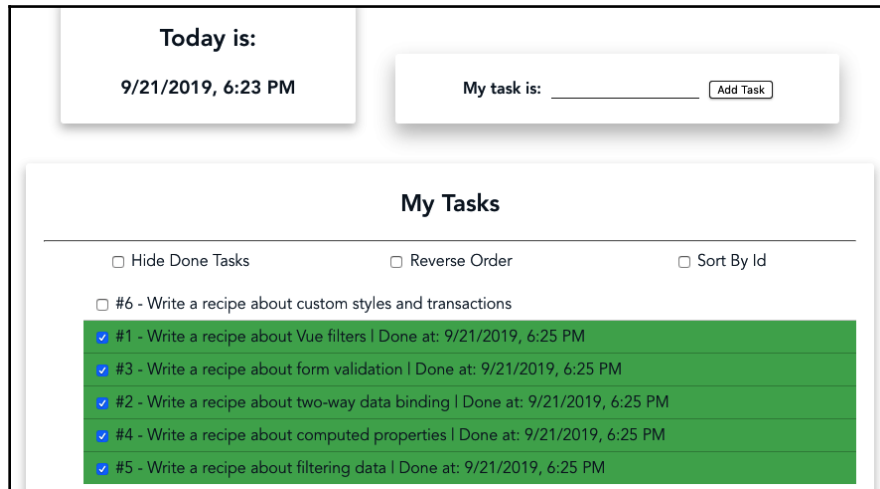 Today is:
9/21/2019, 6:23 PM
My task is: Add Task
My Tasks
Hide Done Tasks Reverse Order Sort By Id
#6 - Write a recipe about custom styles and transactions
#1 - Write a recipe about Vue filters | Done at: 9/21/2019, 6:25 PM
#3 - Write a recipe about form validation | Done at: 9/21/2019, 6:25 PM
#2 - Write a recipe about two-way data binding | Done at: 9/21/2019, 6:25 PM
#4 - Write a recipe about computed properties | Done at: 9/21/2019, 6:25 PM
#5 - Write a recipe about filtering data | Done at: 9/21/2019, 6:25 PM